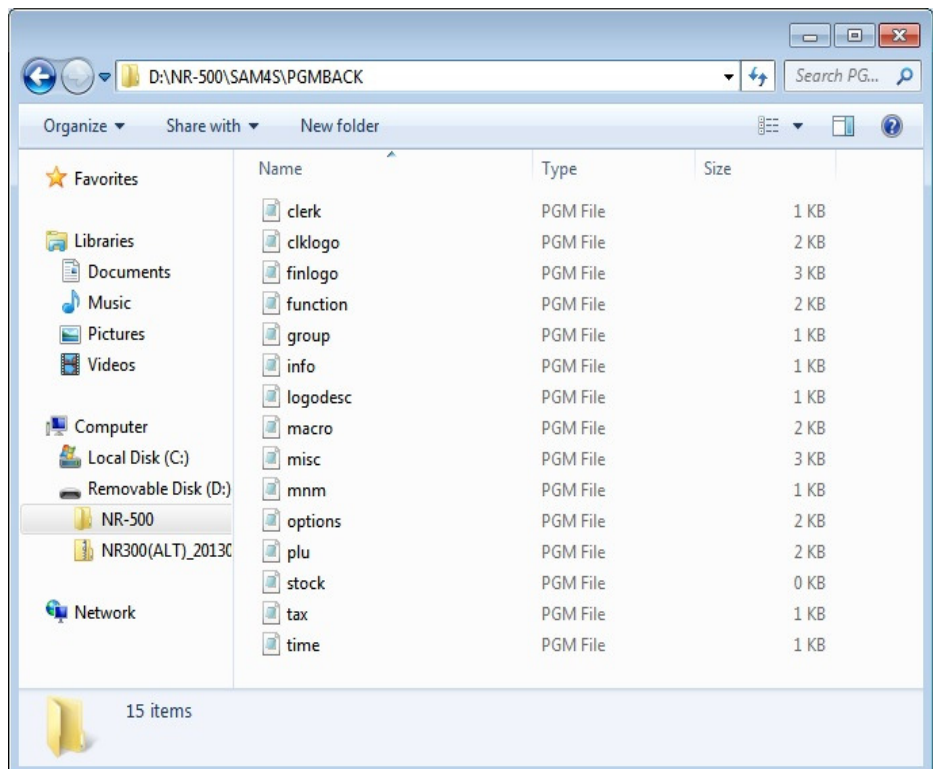 D:\NR-500\SAM4S\PGMBACK
Search PG...
Organize Share with New folder
Favorites
Libraries
Documents
Music
Pictures
Videos
Computer
Local Disk (C:)
Removable Disk (D:)
NR-500
NR300(ALT)_20130
Network
Name Type Size
clerk PGM File 1 KB
clklogo PGM File 2 KB
finlogo PGM File 3 KB
function PGM File 2 KB
group PGM File 1 KB
info PGM File 1 KB
logodesc PGM File 1 KB
macro PGM File 2 KB
misc PGM File 3 KB
mnm PGM File 1 KB
options PGM File 2 KB
plu PGM File 2 KB
stock PGM File 0 KB
tax PGM File 1 KB
time PGM File 1 KB
15 items